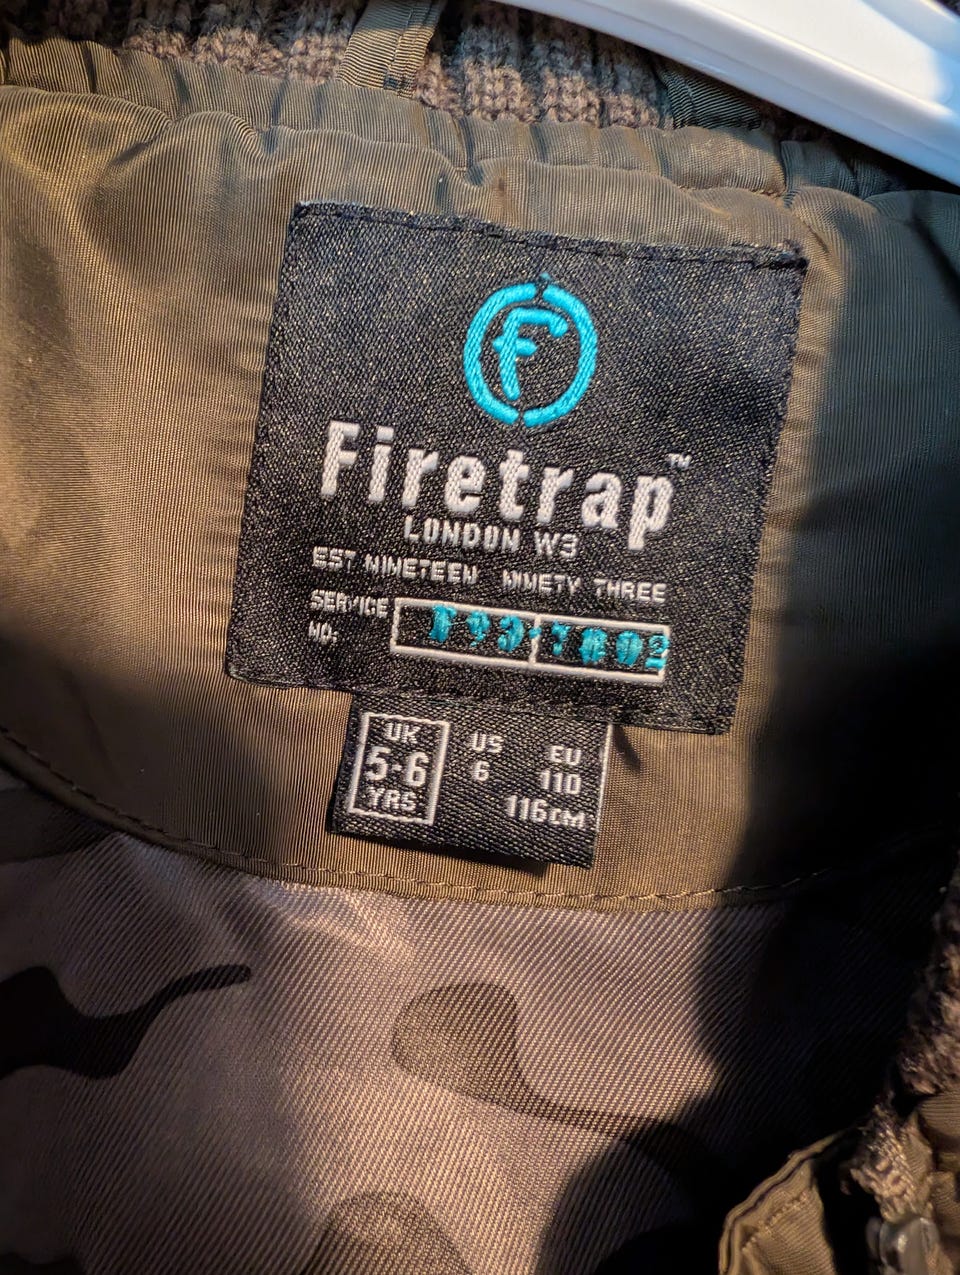 F
Firetrap™
LONDON W3
EST NINETEEN NINETY THREE
SERVICE
NO:
UK
5-6
YRS
US
6
EU
110
116CM